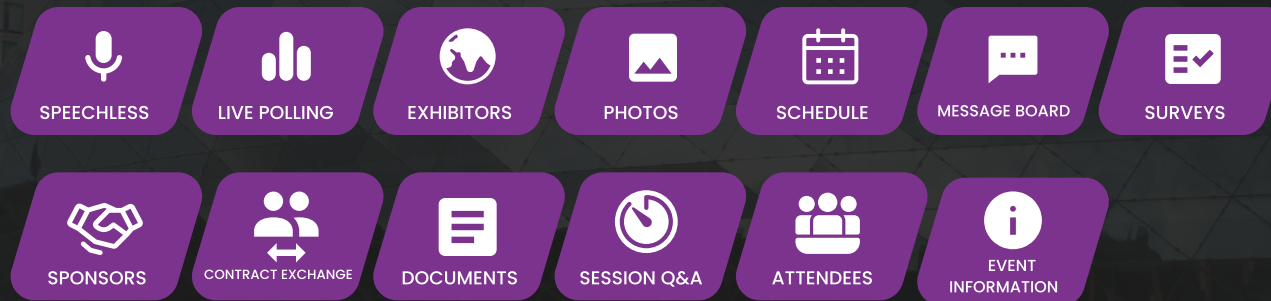 SPEECHLESS
LIVE POLLING
EXHIBITORS
PHOTOS
SCHEDULE
MESSAGE BOARD
SURVEYS
SPONSORS
CONTRACT EXCHANGE
DOCUMENTS
SESSION Q&A
ATTENDEES
EVENT
INFORMATION